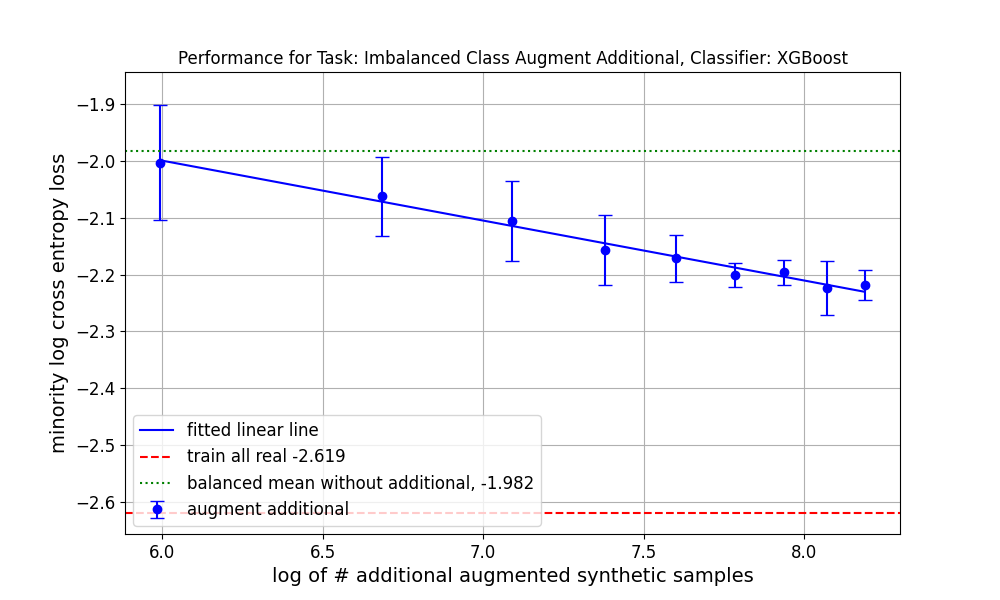 Performance for Task: Imbalanced Class Augment Additional, Classifier: XGBoost
minority log cross entropy loss
−1.9
−2.0
−2.1
−2.2
−2.3
−2.4
−2.5
−2.6
fitted linear line
train all real -2.619
balanced mean without additional, -1.982
augment additional
6.0
6.5
7.0
7.5
8.0
log of # additional augmented synthetic samples